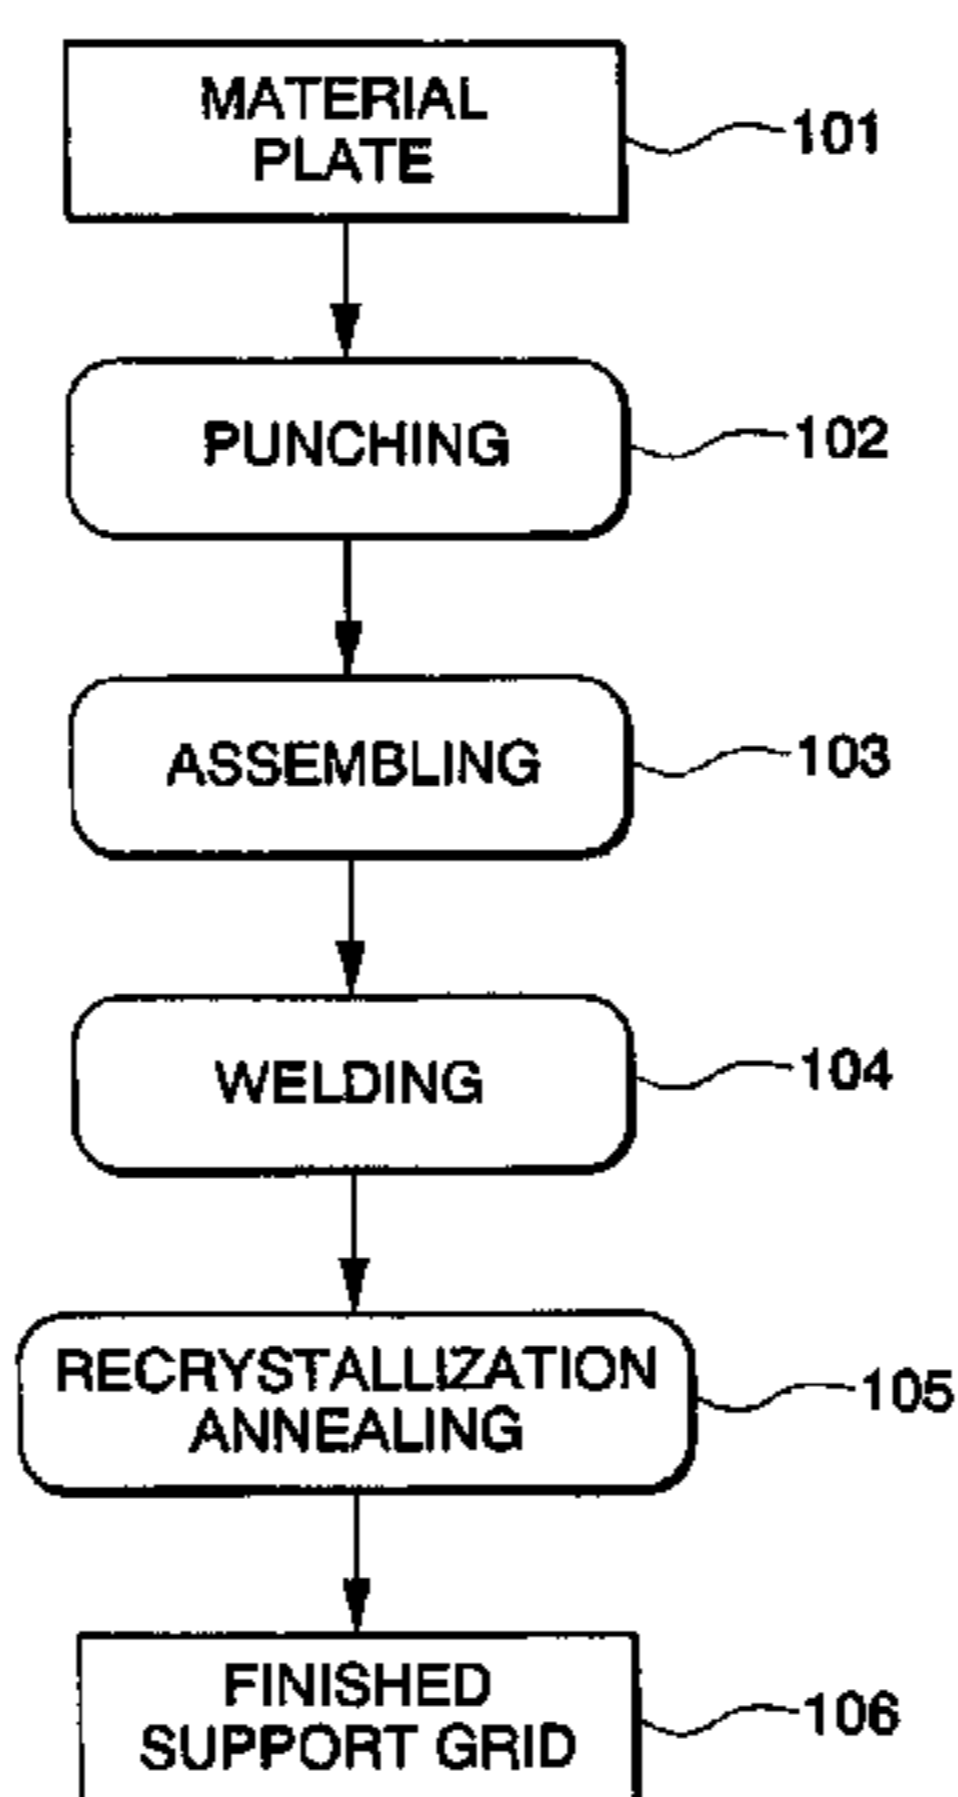 MATERIAL
PLATE
101
PUNCHING
102
ASSEMBLING
103
WELDING
104
RECRYSTALLIZATION
ANNEALING
105
FINISHED
SUPPORT GRID
106